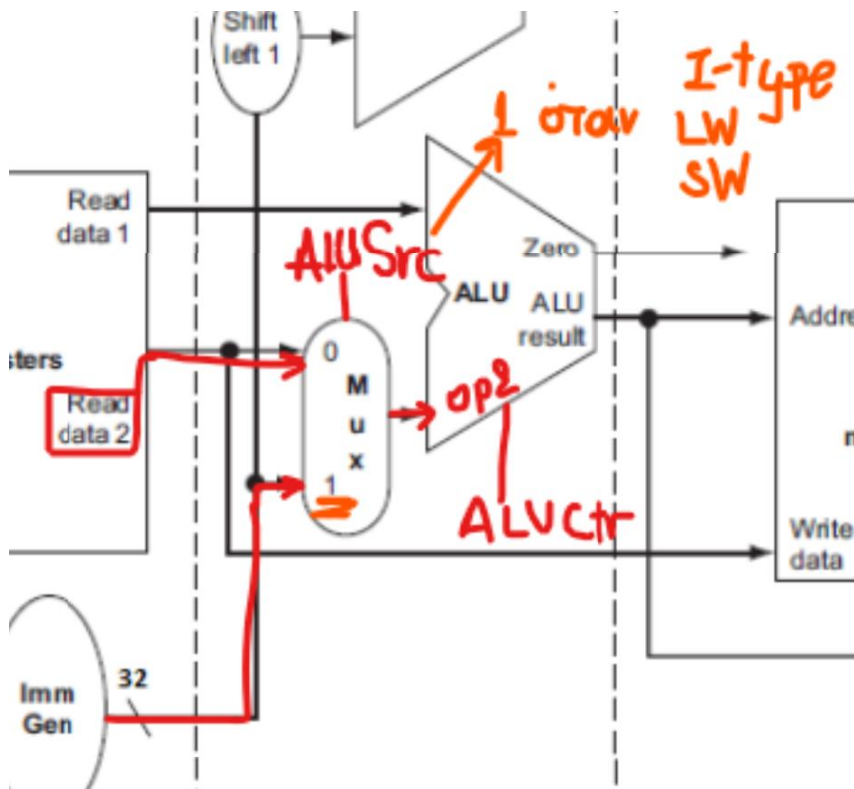 Shift
left 1
1 όταν
I-type
LW
SW
Read
data 1
AluSrc
Zero
ALU
ALU
result
Addre
0
M
u
x
1
sters
Read
data 2
op2
ALUCtr
n
Write
data
32
Imm
Gen